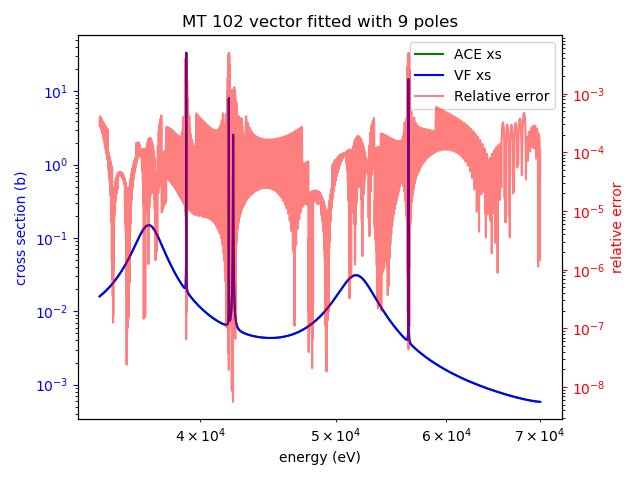 MT 102 vector fitted with 9 poles
ACE xs
VF xs
Relative error
cross section (b)
10¹
10⁰
10⁻¹
10⁻²
10⁻³
10⁻³
10⁻⁴
10⁻⁵
10⁻⁶
10⁻⁷
10⁻⁸
relative error
4 × 10⁴
5 × 10⁴
6 × 10⁴
7 × 10⁴
energy (eV)